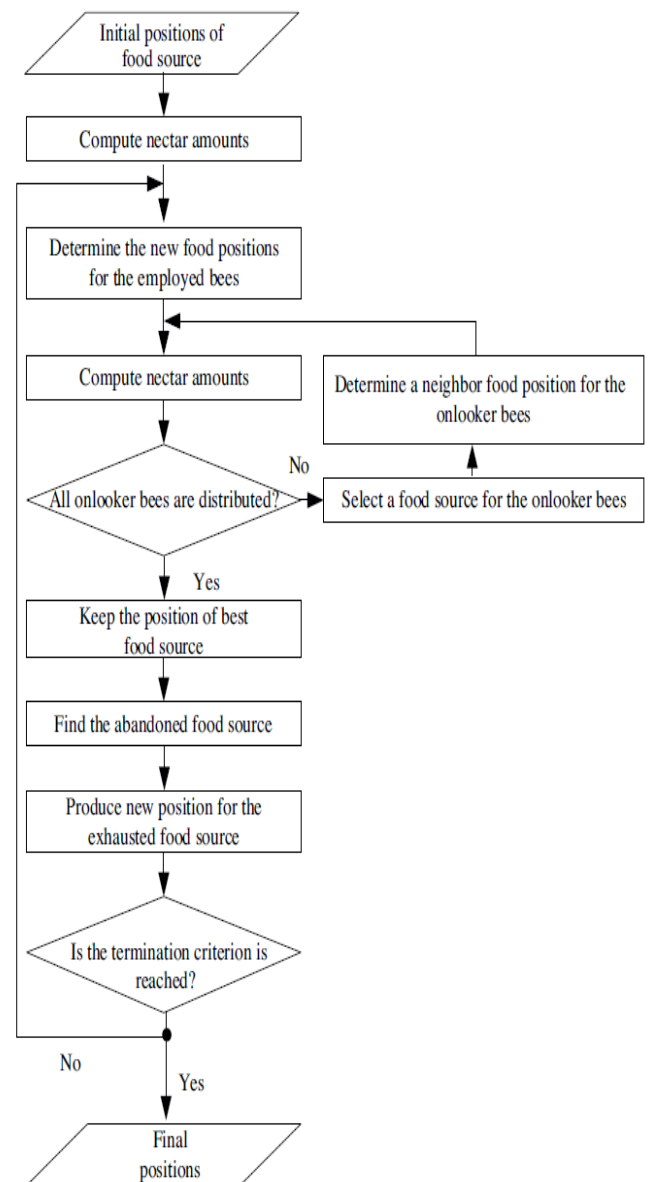 Initial positions of
food source
Compute nectar amounts
Determine the new food positions
for the employed bees
Compute nectar amounts
Determine a neighbor food position for the
onlooker bees
All onlooker bees are distributed?
No
Select a food source for the onlooker bees
Yes
Keep the position of best
food source
Find the abandoned food source
Produce new position for the
exhausted food source
Is the termination criterion is
reached?
No
Yes
Final
positions